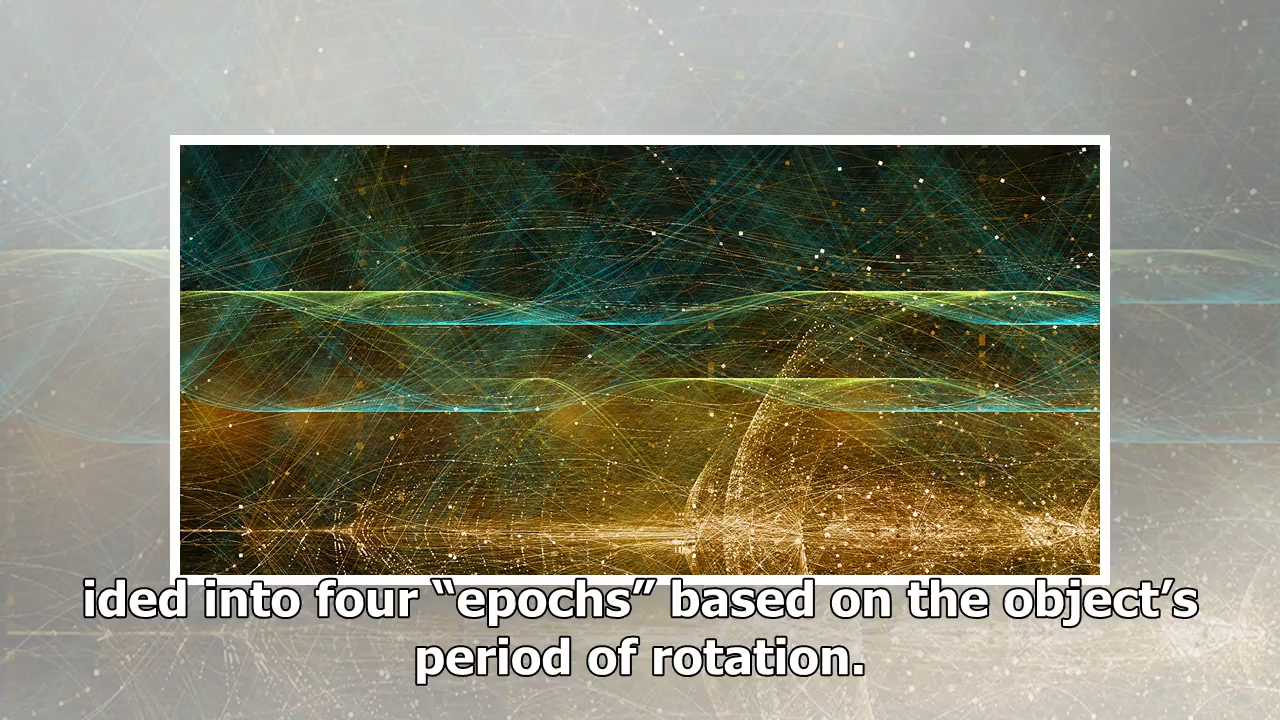 ided into four “epochs” based on the object’s
period of rotation.